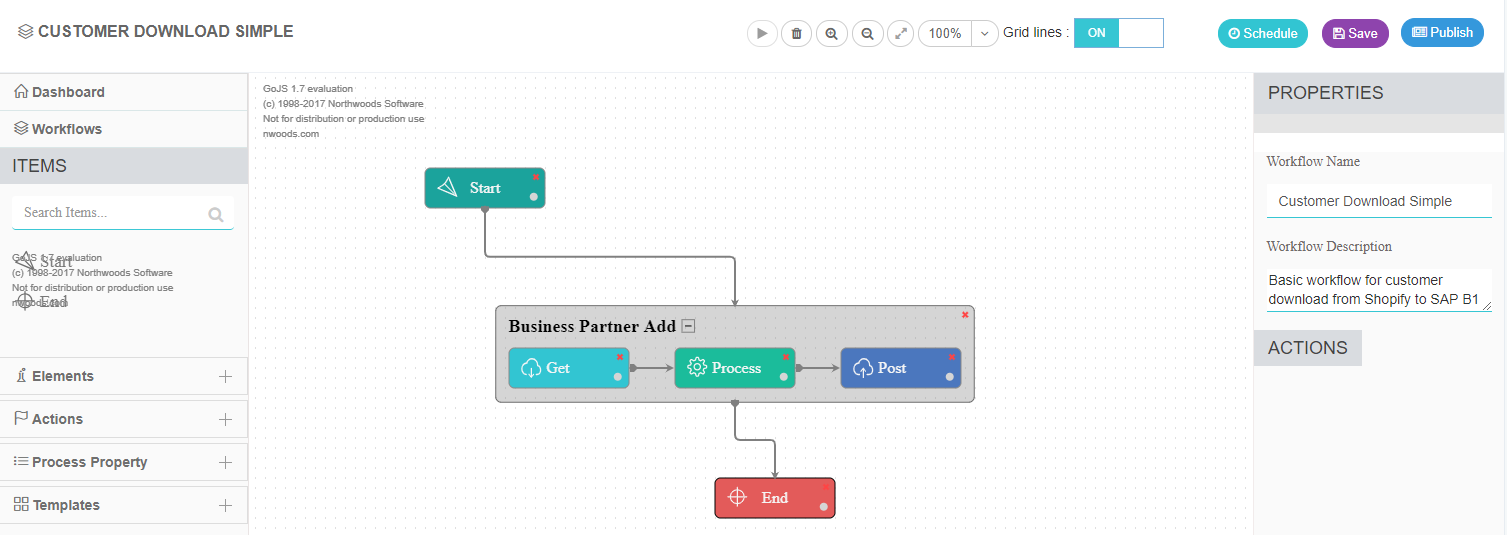 CUSTOMER DOWNLOAD SIMPLE
100%
Grid lines :
ON
Schedule
Save
Publish
Dashboard
Workflows
ITEMS
Search Items...
Start
GoJS 1.7 evaluation
(c) 1998-2017 Northwoods Software
Not for distribution or production use
nwoods.com
End
Elements
Actions
Process Property
Templates
GoJS 1.7 evaluation
(c) 1998-2017 Northwoods Software
Not for distribution or production use
nwoods.com
Start
Business Partner Add
Get
Process
Post
End
PROPERTIES
Workflow Name
Customer Download Simple
Workflow Description
Basic workflow for customer
download from Shopify to SAP B1
ACTIONS